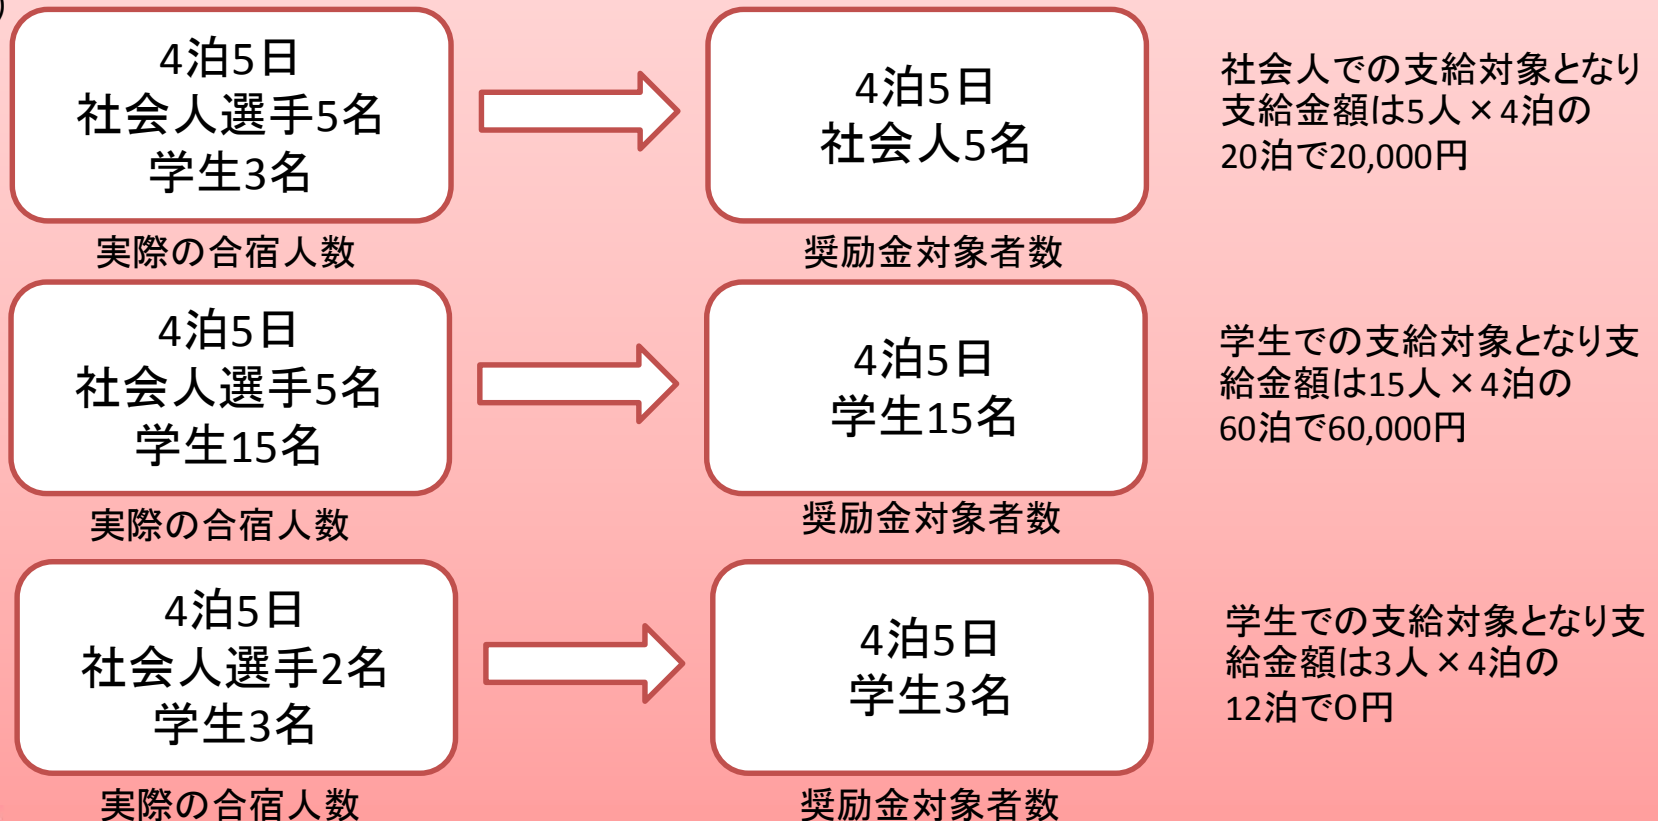 )
4泊5日
社会人選手5名
学生3名
実際の合宿人数
4泊5日
社会人5名
奨励金対象者数
社会人での支給対象となり
支給金額は5人×4泊の
20泊で20,000円
4泊5日
社会人選手5名
学生15名
実際の合宿人数
4泊5日
学生15名
奨励金対象者数
学生での支給対象となり支
給金額は15人×4泊の
60泊で60,000円
4泊5日
社会人選手2名
学生3名
実際の合宿人数
4泊5日
学生3名
奨励金対象者数
学生での支給対象となり支
給金額は3人×4泊の
12泊でO円